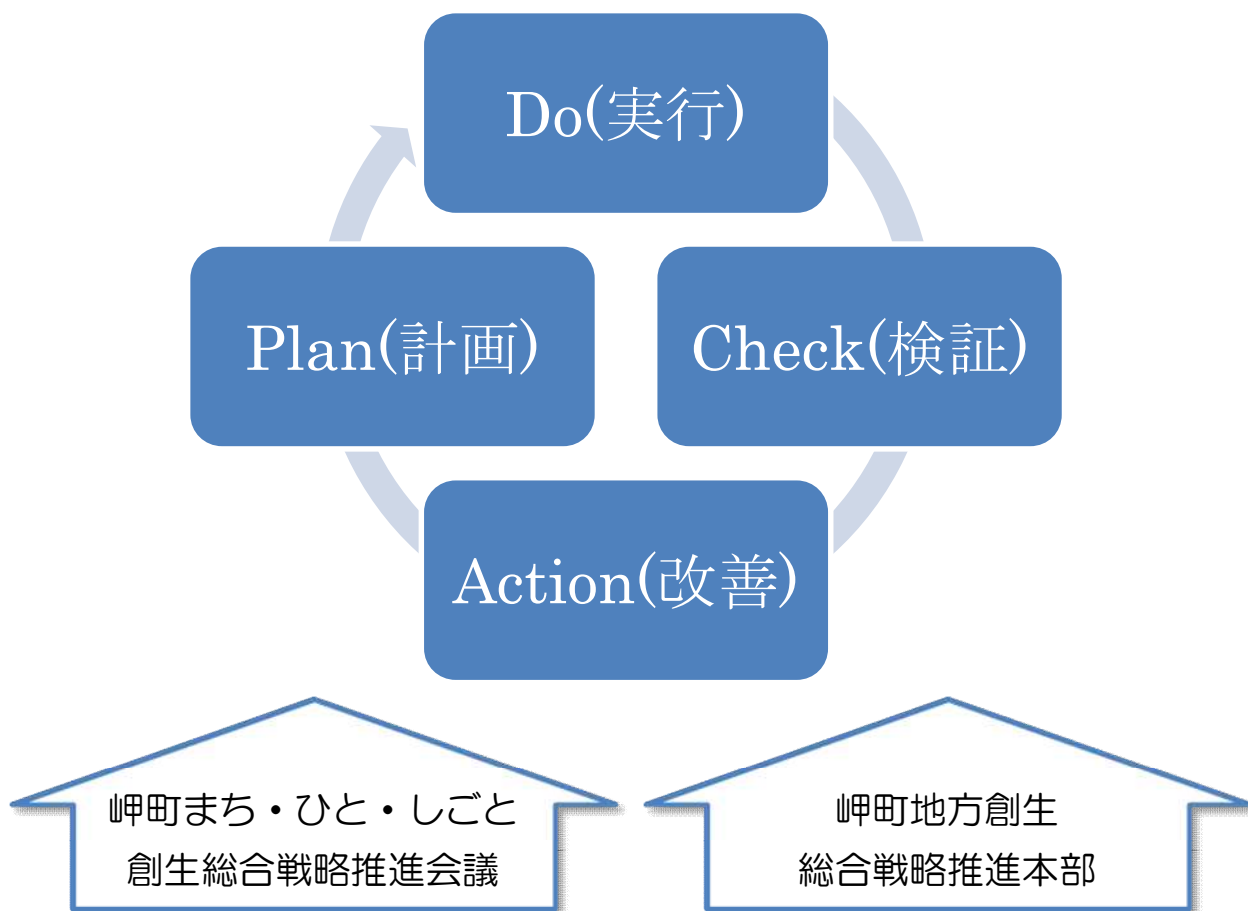 Do(実行)
Plan(計画)
Check(検証)
Action(改善)
岬町まち・ひと・しごと
創生総合戦略推進会議
岬町地方創生
総合戦略推進本部